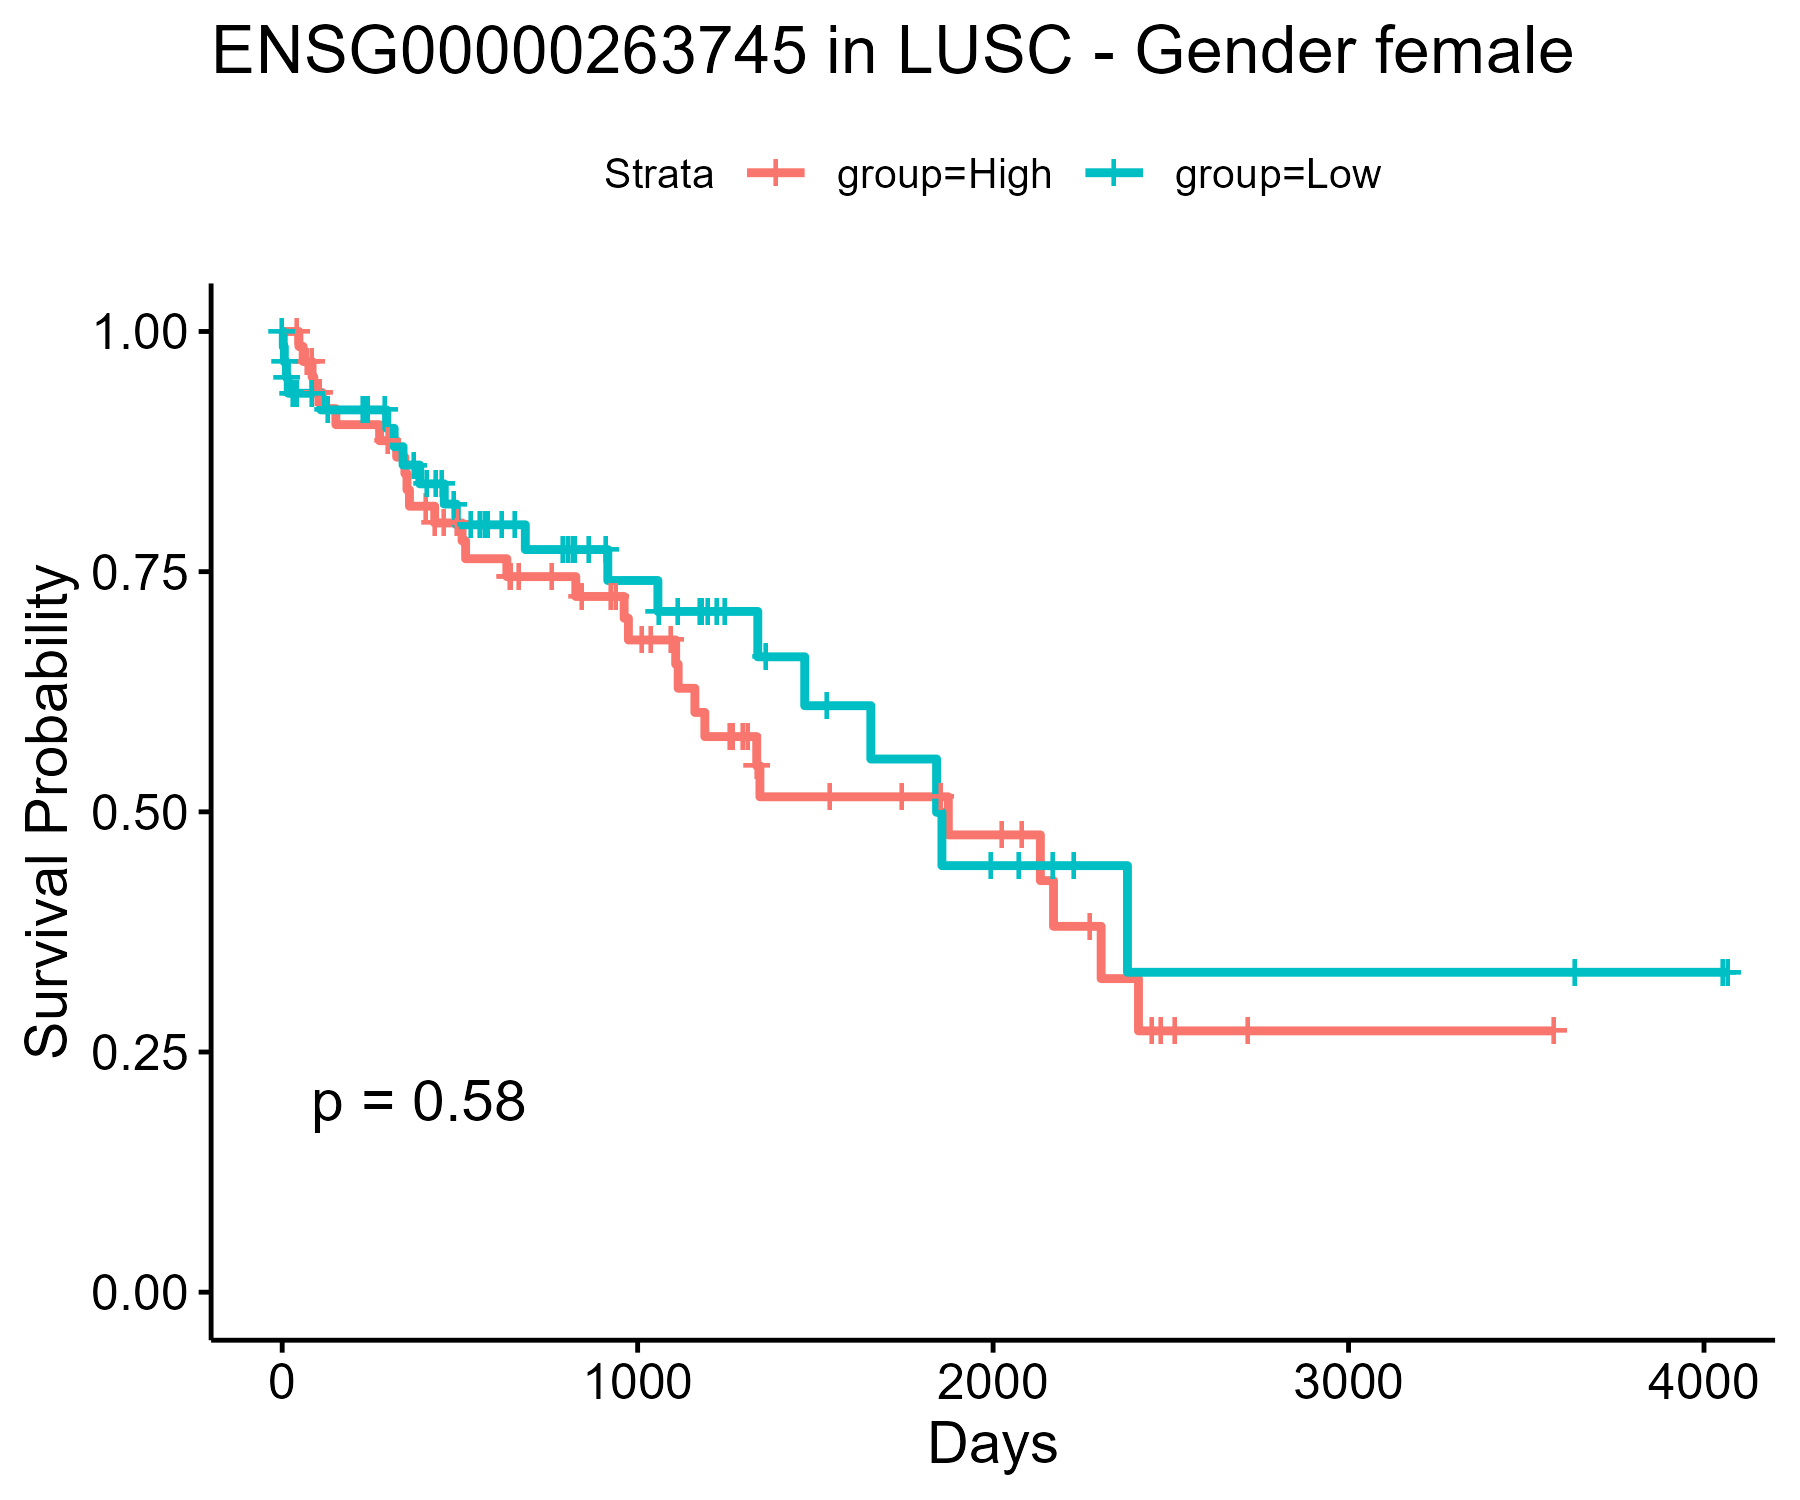 ENSG00000263745 in LUSC - Gender female
Strata group=High group=Low
Survival Probability
1.00
0.75
0.50
0.25
0.00
p = 0.58
0 1000 2000 3000 4000
Days